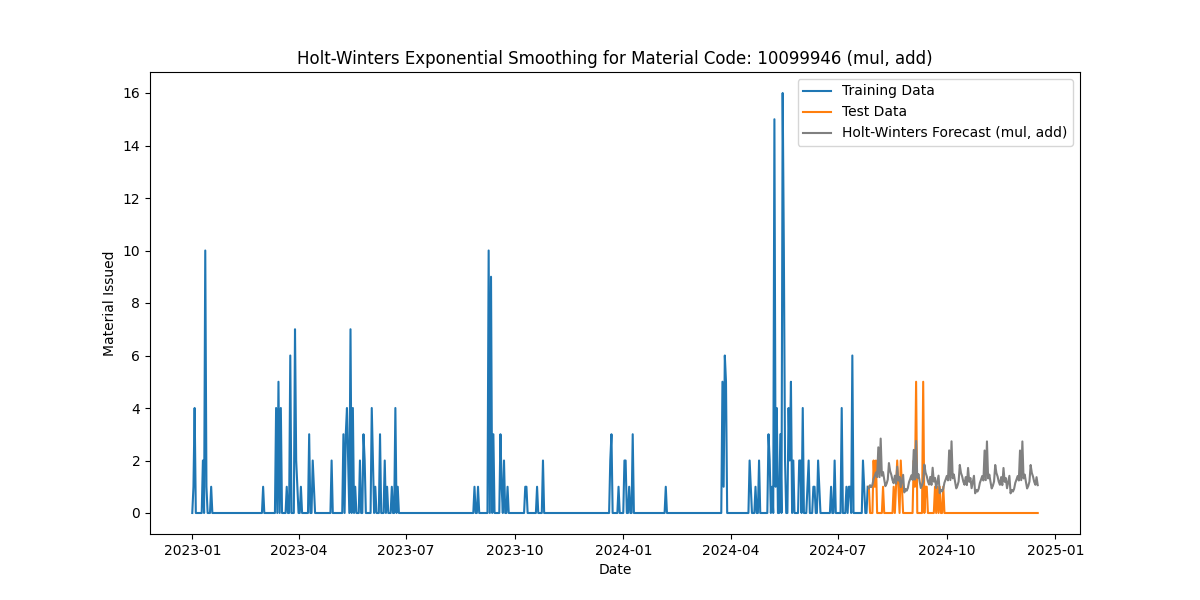 Holt-Winters Exponential Smoothing for Material Code: 10099946 (mul, add)
Training Data
Test Data
Holt-Winters Forecast (mul, add)
Material Issued
16
14
12
10
8
6
4
2
0
2023-01 2023-04 2023-07 2023-10 2024-01 2024-04 2024-07 2024-10 2025-01
Date